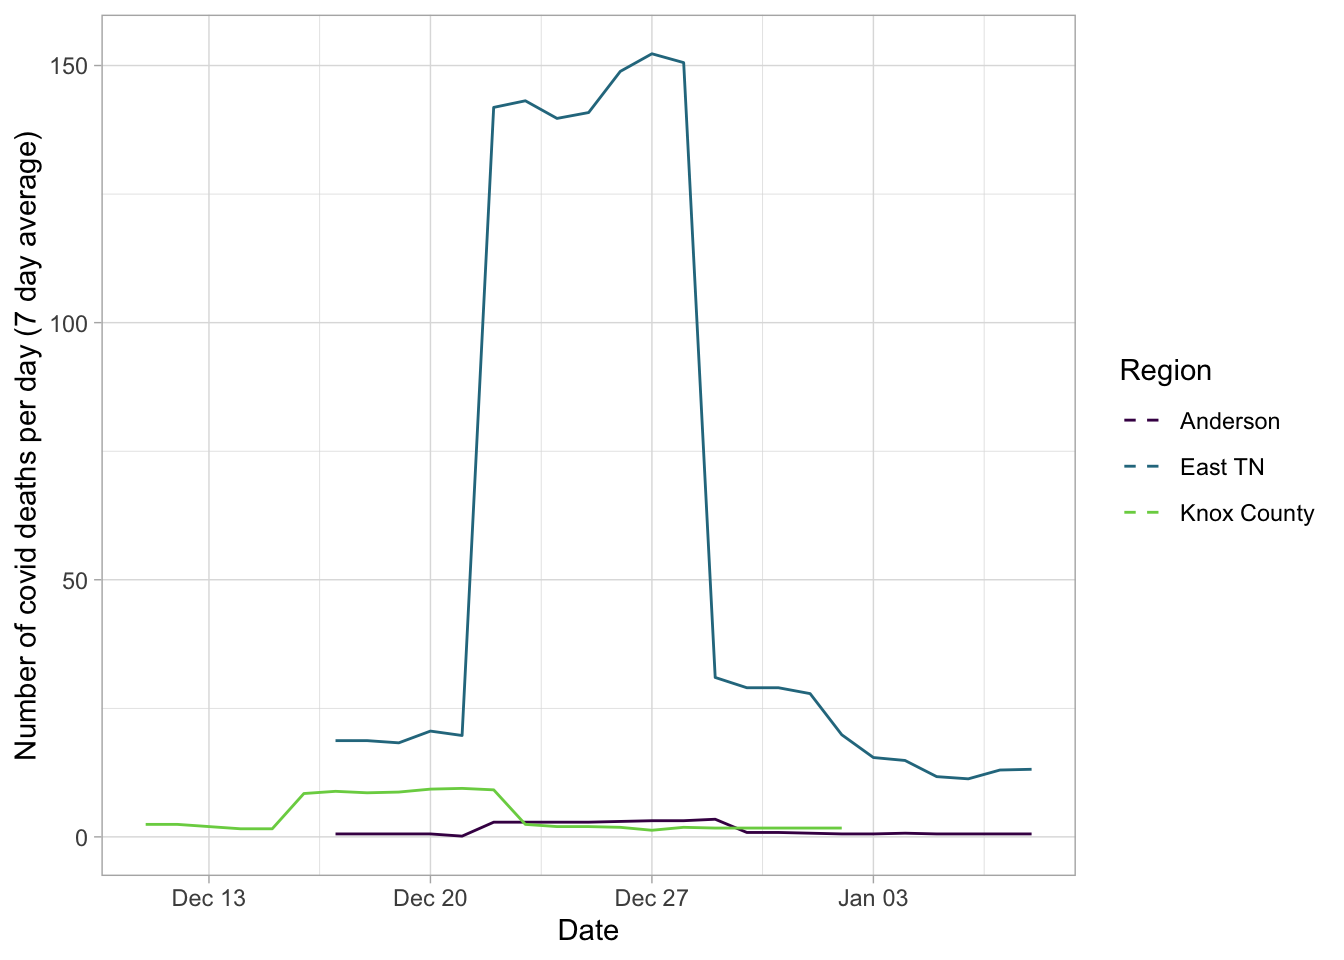 Number of covid deaths per day (7 day average)
150
100
50
0
Dec 13
Dec 20
Dec 27
Jan 03
Date
Region
Anderson
East TN
Knox County